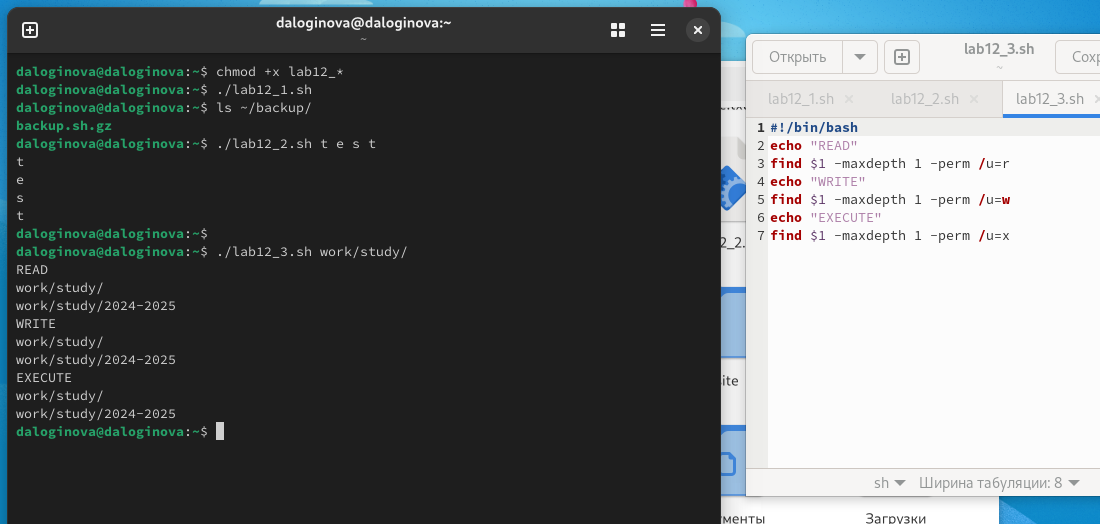 daloginova@daloginova:~
~
daloginova@daloginova:~$ chmod +x lab12_*
daloginova@daloginova:~$ ./lab12_1.sh
daloginova@daloginova:~$ ls ~/backup/
backup.sh.gz
daloginova@daloginova:~$ ./lab12_2.sh t e s t
t
e
s
t
daloginova@daloginova:~$
daloginova@daloginova:~$ ./lab12_3.sh work/study/
READ
work/study/
work/study/2024-2025
WRITE
work/study/
work/study/2024-2025
EXECUTE
work/study/
work/study/2024-2025
daloginova@daloginova:~$
Открыть
lab12_3.sh
~
lab12_1.sh
lab12_2.sh
lab12_3.sh
1 #!/bin/bash
2 echo "READ"
3 find $1 -maxdepth 1 -perm /u=r
4 echo "WRITE"
5 find $1 -maxdepth 1 -perm /u=w
6 echo "EXECUTE"
7 find $1 -maxdepth 1 -perm /u=x
sh
Ширина табуляции: 8
Загрузки